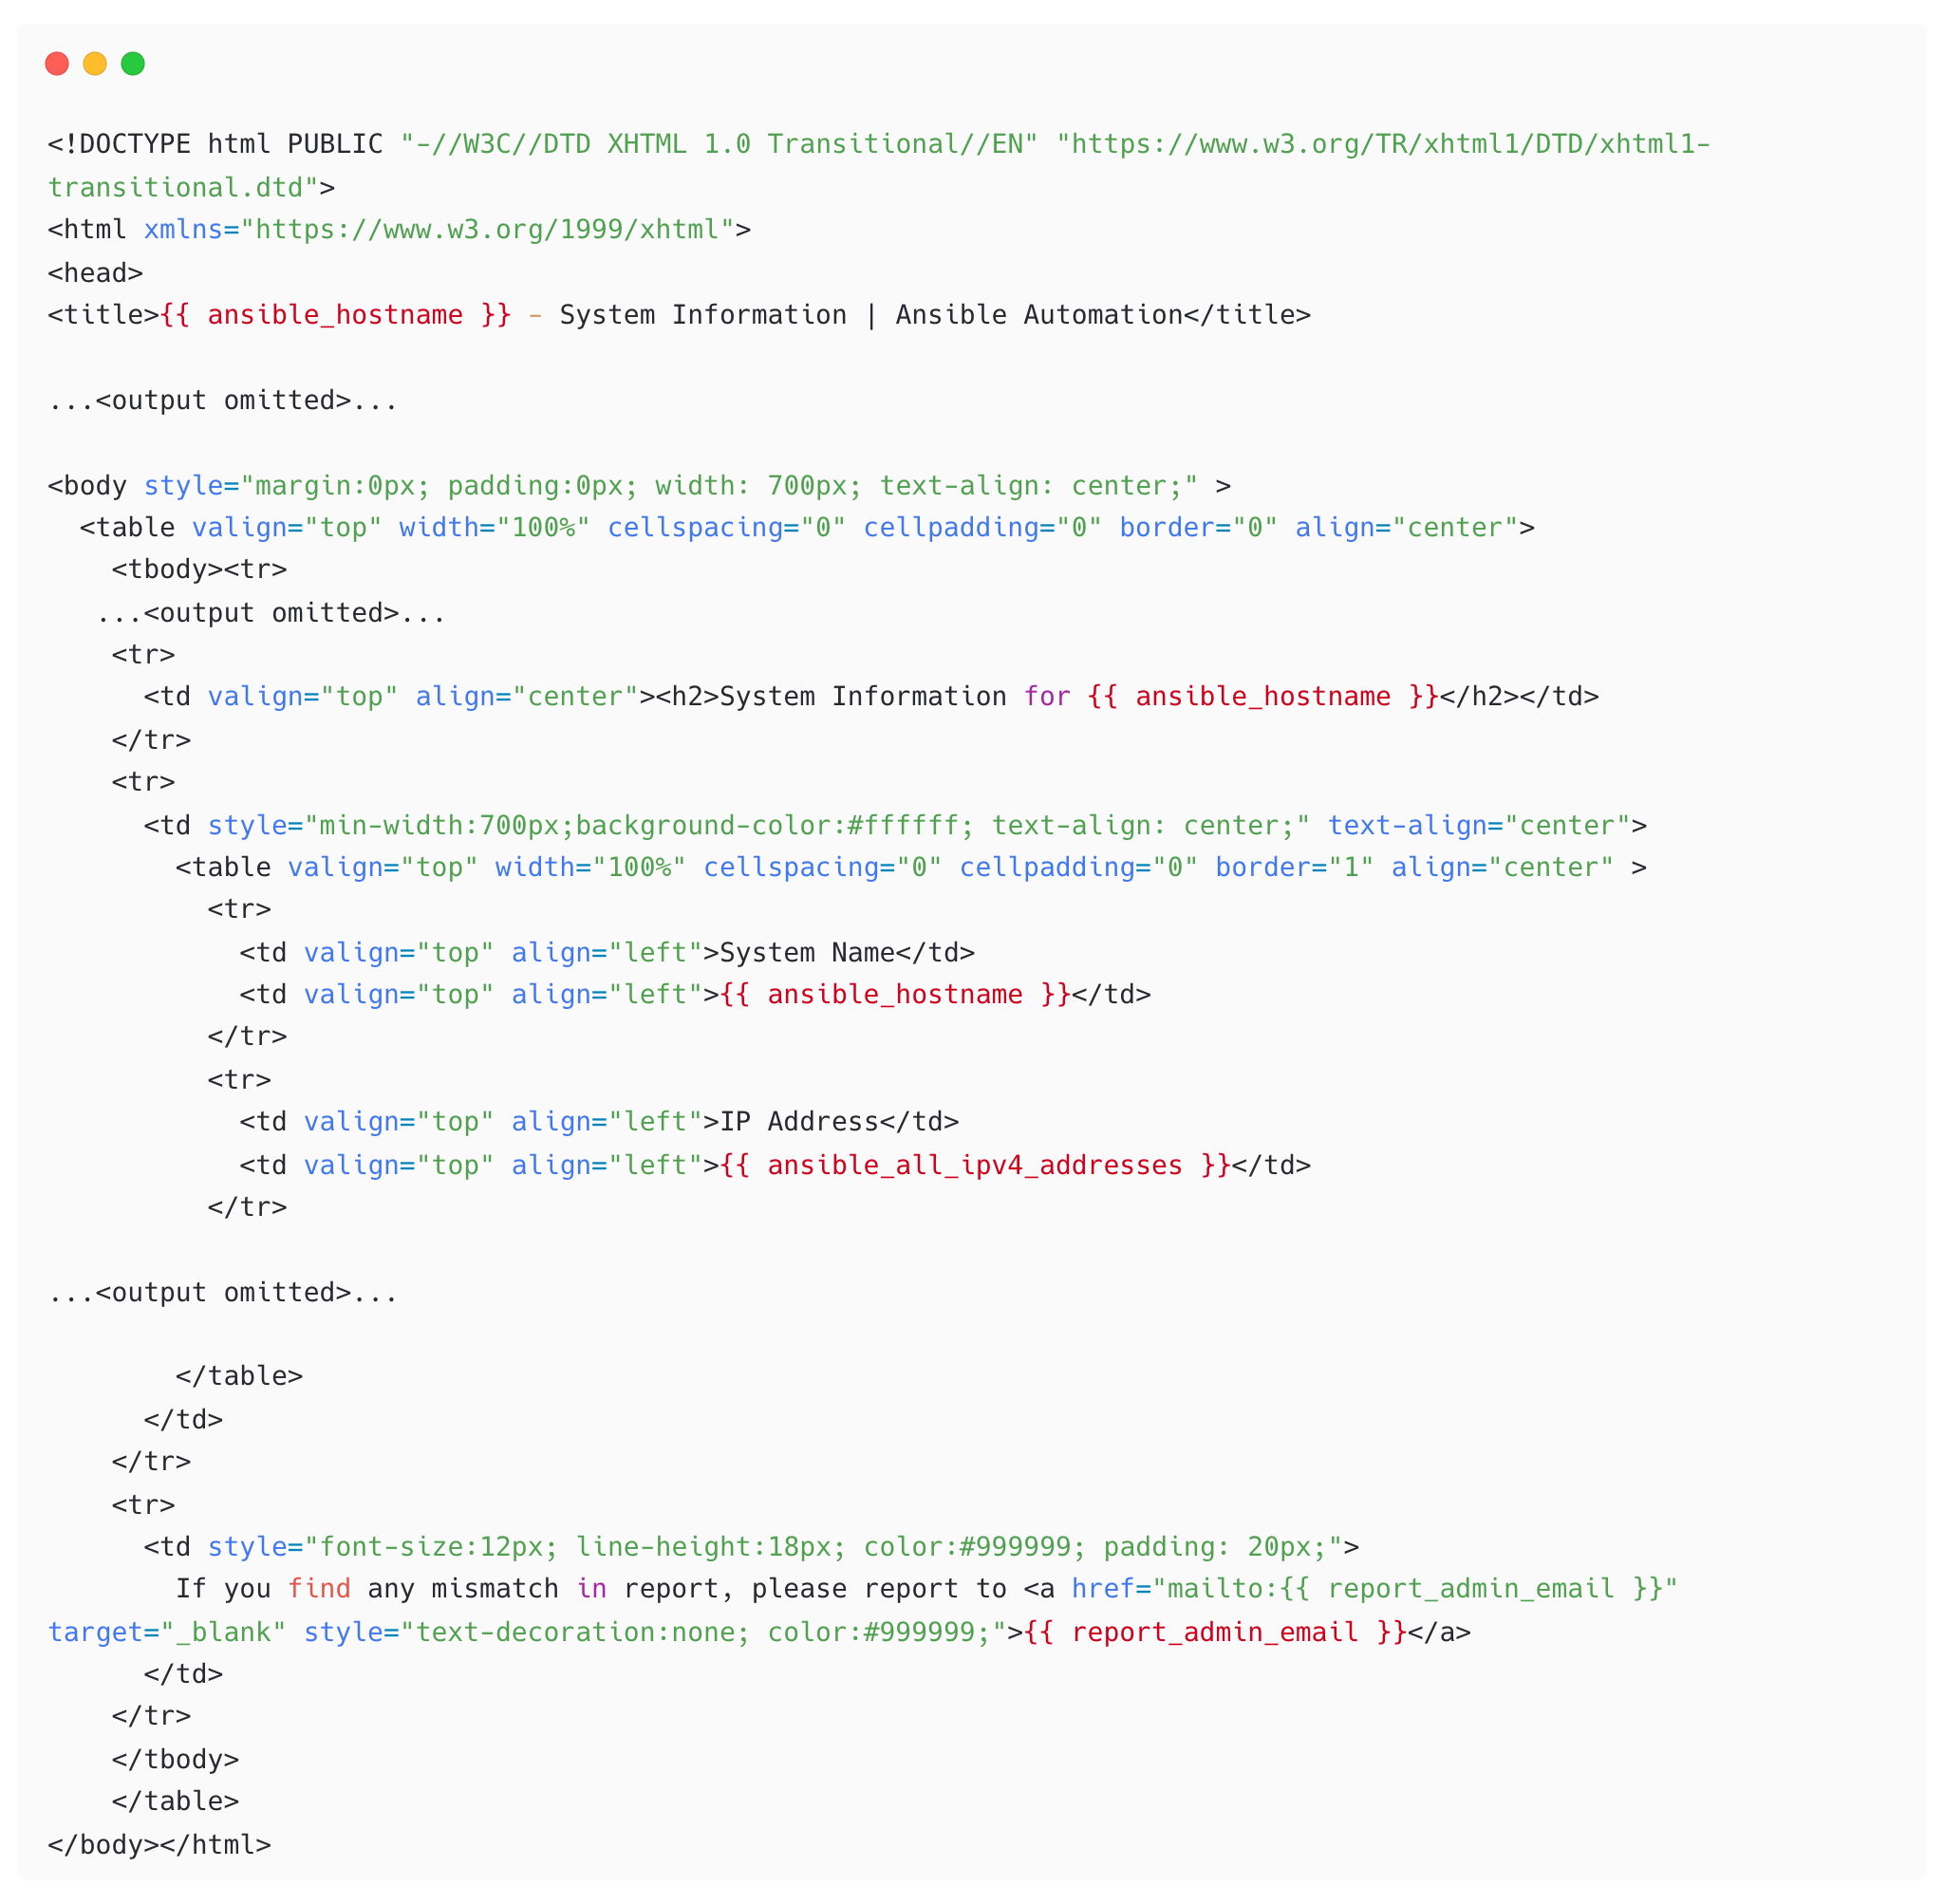 <!DOCTYPE html PUBLIC "-//W3C//DTD XHTML 1.0 Transitional//EN" "https://www.w3.org/TR/xhtml1/DTD/xhtml1-
transitional.dtd">
<html xmlns="https://www.w3.org/1999/xhtml">
<head>
<title>{{ ansible_hostname }} - System Information | Ansible Automation</title>

...<output omitted>...

<body style="margin:0px; padding:0px; width: 700px; text-align: center;" >
  <table valign="top" width="100%" cellspacing="0" cellpadding="0" border="0" align="center">
    <tbody><tr>
   ...<output omitted>...
    <tr>
      <td valign="top" align="center"><h2>System Information for {{ ansible_hostname }}</h2></td>
    </tr>
    <tr>
      <td style="min-width:700px;background-color:#ffffff; text-align: center;" text-align="center">
        <table valign="top" width="100%" cellspacing="0" cellpadding="0" border="1" align="center" >
          <tr>
            <td valign="top" align="left">System Name</td>
            <td valign="top" align="left">{{ ansible_hostname }}</td>
          </tr>
          <tr>
            <td valign="top" align="left">IP Address</td>
            <td valign="top" align="left">{{ ansible_all_ipv4_addresses }}</td>
          </tr>

...<output omitted>...

        </table>
      </td>
    </tr>
    <tr>
      <td style="font-size:12px; line-height:18px; color:#999999; padding: 20px;">
        If you find any mismatch in report, please report to <a href="mailto:{{ report_admin_email }}"
target="_blank" style="text-decoration:none; color:#999999;">{{ report_admin_email }}</a>
      </td>
    </tr>
    </tbody>
    </table>
</body></html>